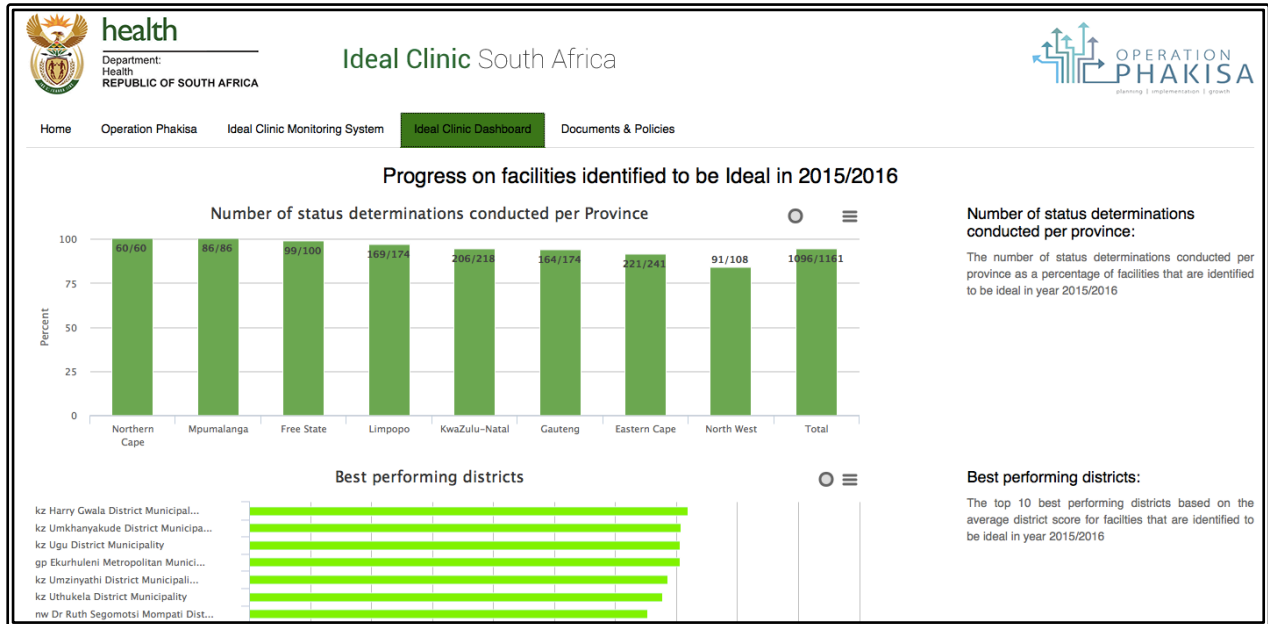 health
Department:
Health
REPUBLIC OF SOUTH AFRICA
Ideal Clinic South Africa
OPERATION
PHAKISA
planning | implementation | growth
Home Operation Phakisa Ideal Clinic Monitoring System Ideal Clinic Dashboard Documents & Policies
Progress on facilities identified to be Ideal in 2015/2016
Number of status determinations conducted per Province
Percent
100
75
50
25
0
60/60 86/86 99/100 169/174 206/218 164/174 221/241 91/108 1096/1161
Northern
Cape
Mpumalanga
Free State
Limpopo
KwaZulu-Natal
Gauteng
Eastern Cape
North West
Total
Number of status determinations
conducted per province:
The number of status determinations conducted per
province as a percentage of facilities that are identified
to be ideal in year 2015/2016
Best performing districts
kz Harry Gwala District Municipal...
kz Umkhanyakude District Municipa...
kz Ugu District Municipality
gp Ekurhuleni Metropolitan Munici...
kz Umzinyathi District Municipali...
kz Uthukela District Municipality
nw Dr Ruth Segomotsi Mompati Dist...
Best performing districts:
The top 10 best performing districts based on the
average district score for facilties that are identified to
be ideal in year 2015/2016